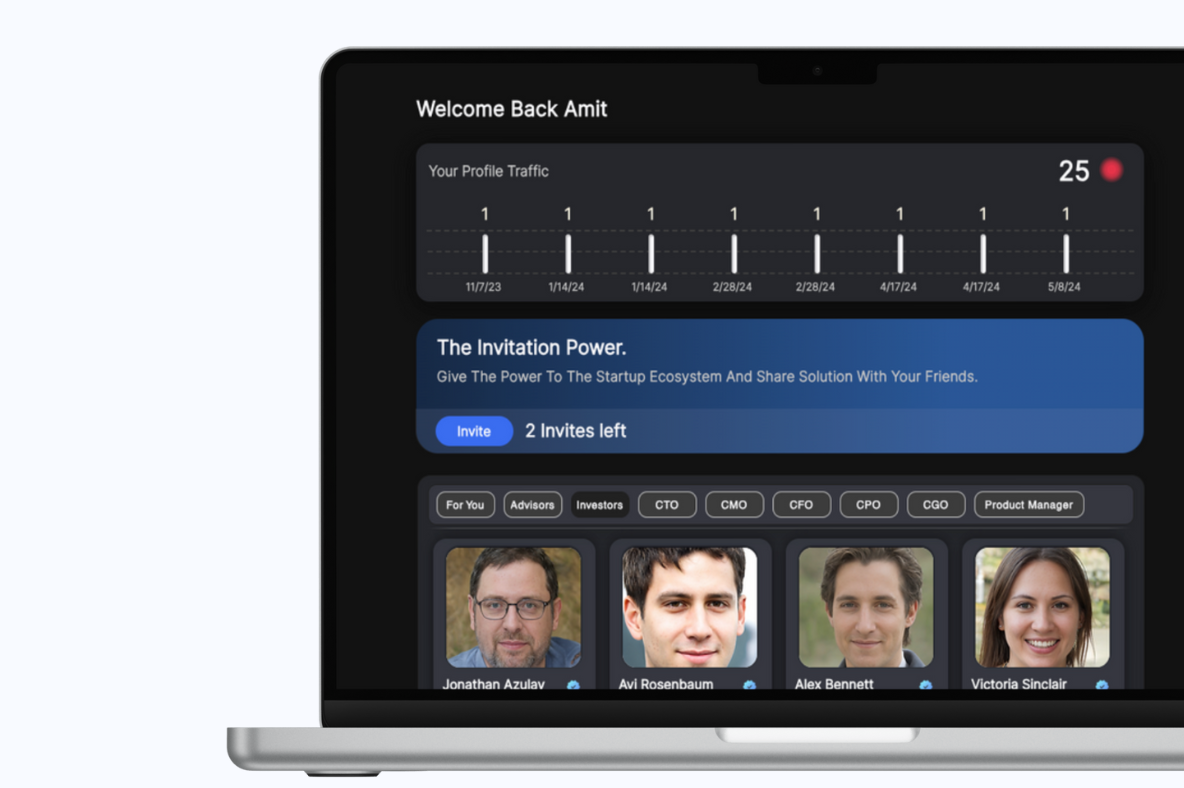 Welcome Back Amit
Your Profile Traffic 25
1 1 1 1 1 1 1 1
11/7/23 1/14/24 1/14/24 2/28/24 2/28/24 4/17/24 4/17/24 5/8/24
The Invitation Power.
Give The Power To The Startup Ecosystem And Share Solution With Your Friends.
Invite 2 Invites left
For You Advisors Investors CTO CMO CFO CPO CGO Product Manager
Jonathan Azulay Avi Rosenbaum Alex Bennett Victoria Sinclair